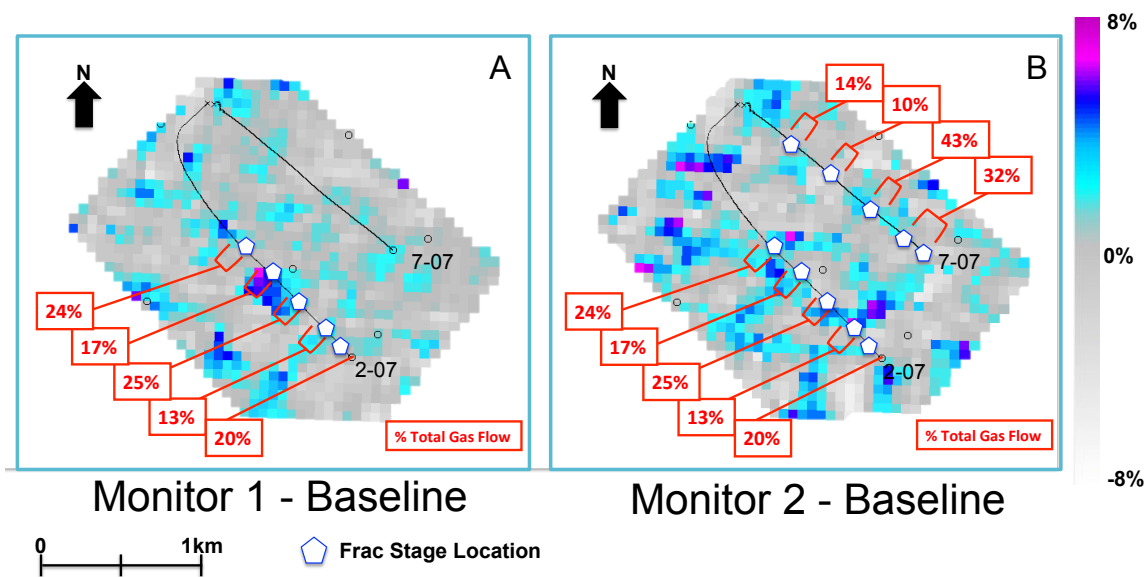 8%
0%
-8%
N
A
7-07
2-07
24%
17%
25%
13%
20%
% Total Gas Flow
Monitor 1 - Baseline
N
B
14%
10%
43%
32%
7-07
2-07
24%
17%
25%
13%
20%
% Total Gas Flow
Monitor 2 - Baseline
0 1km
Frac Stage Location